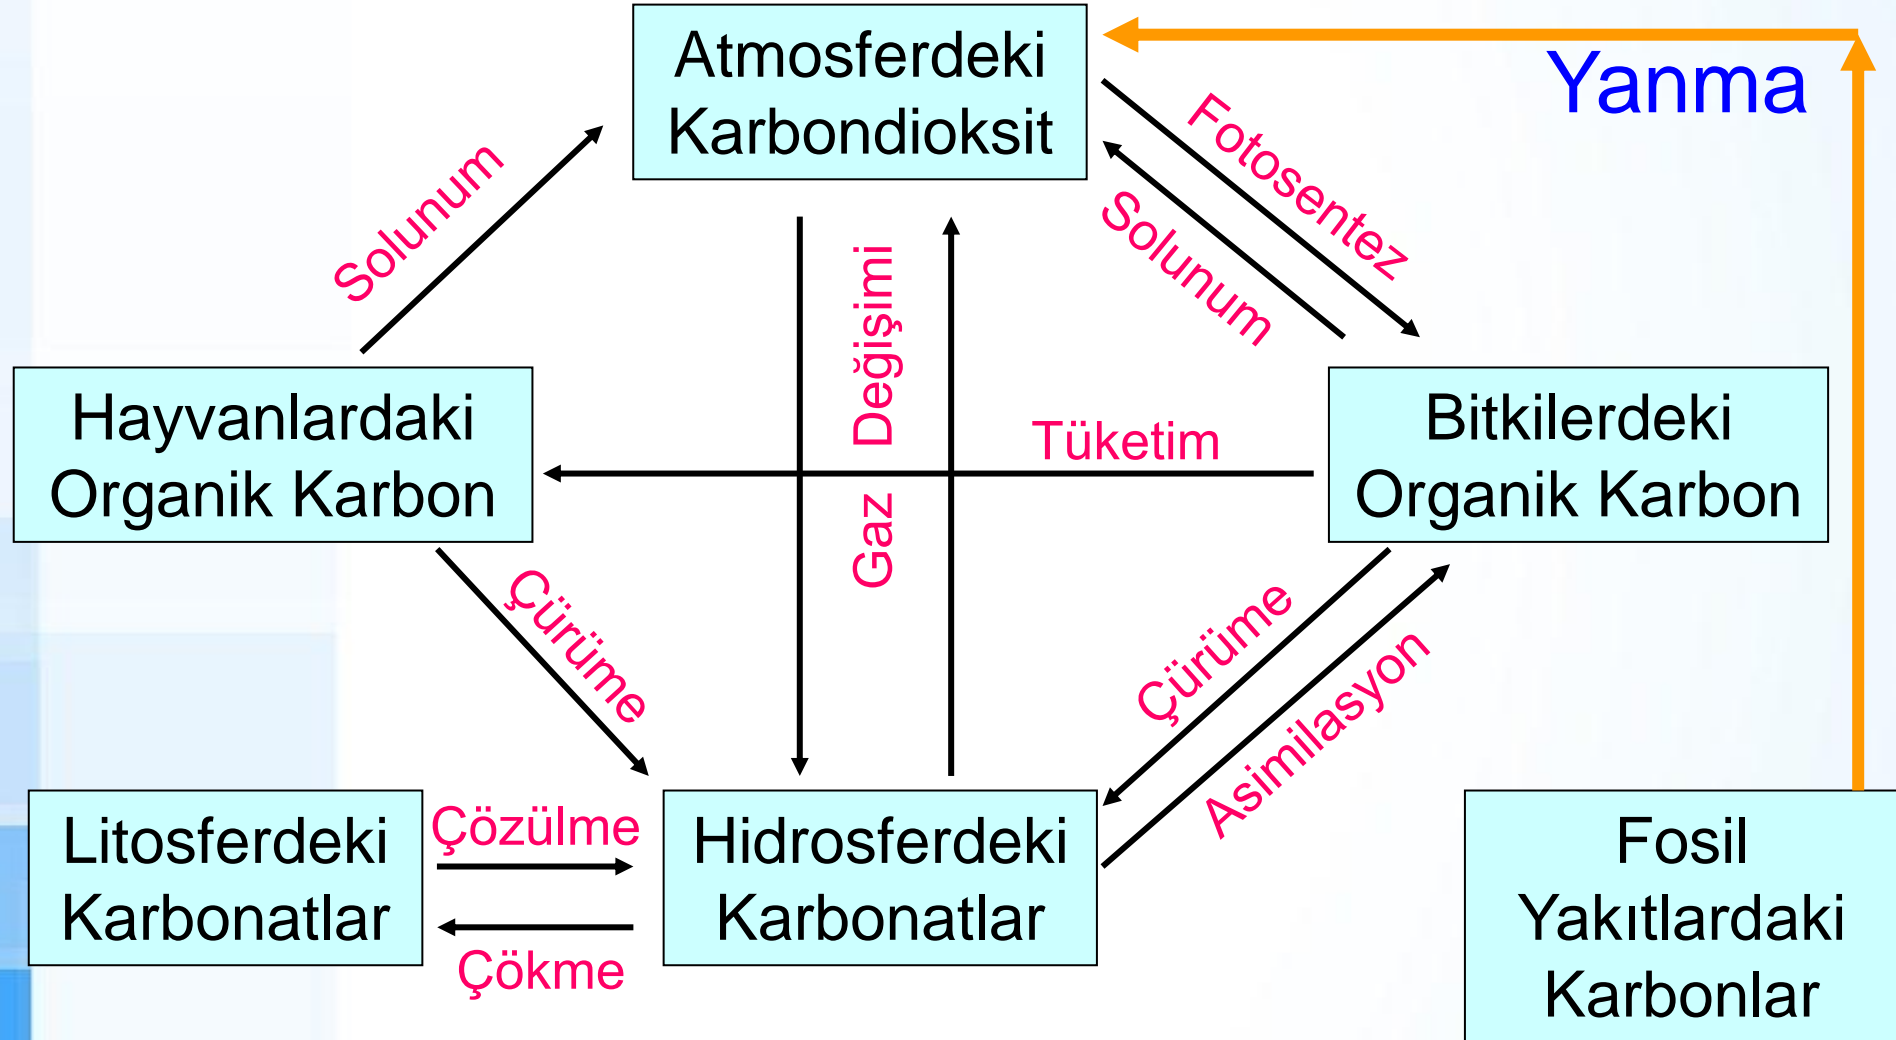 Atmosferdeki
Karbondioksit
Yanma
Fotosentez
Solunum
Solunum
Gaz Değişimi
Hayvanlardaki
Organik Karbon
Tüketim
Bitkilerdeki
Organik Karbon
Çürüme
Çürüme
Asimilasyon
Litosferdeki
Karbonatlar
Çözülme
Çökme
Hidrosferdeki
Karbonatlar
Fosil
Yakıtlardaki
Karbonlar